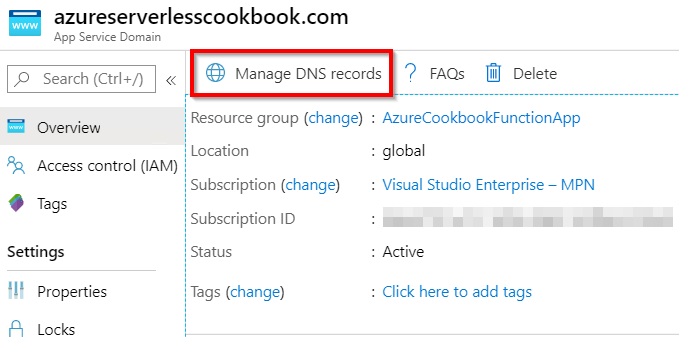 azureserverlesscookbook.com
App Service Domain
Search (Ctrl+/) «
Manage DNS records ? FAQs Delete
Overview
Access control (IAM)
Tags
Settings
Properties
Locks
Resource group (change) : AzureCookbookFunctionApp
Location : global
Subscription (change) : Visual Studio Enterprise – MPN
Subscription ID :
Status : Active
Tags (change) : Click here to add tags